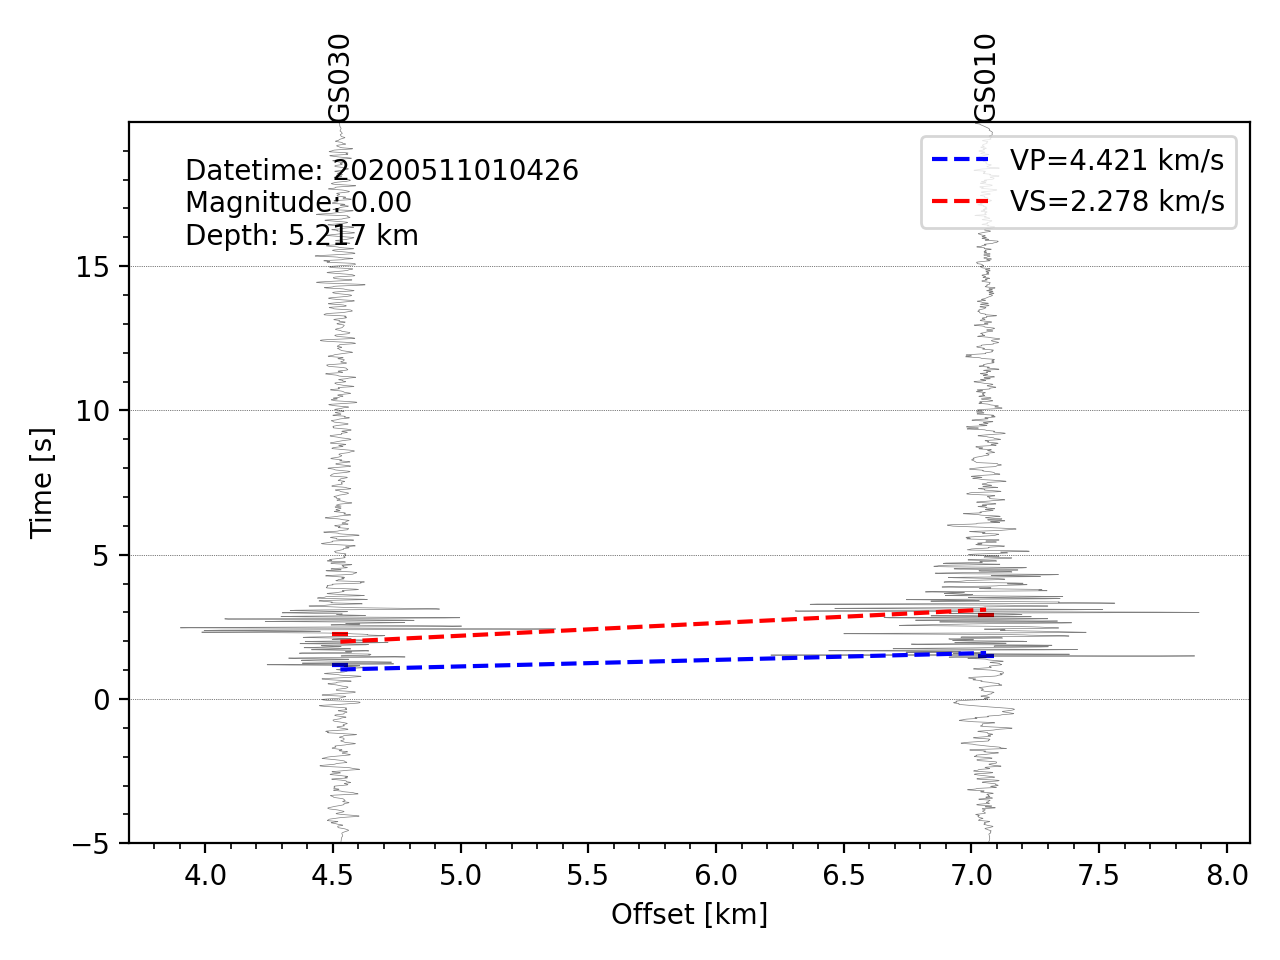 GS030
GS010
Datetime: 20200511010426
Magnitude: 0.00
Depth: 5.217 km
VP=4.421 km/s
VS=2.278 km/s
Time [s]
15
10
5
0
−5
4.0 4.5 5.0 5.5 6.0 6.5 7.0 7.5 8.0
Offset [km]